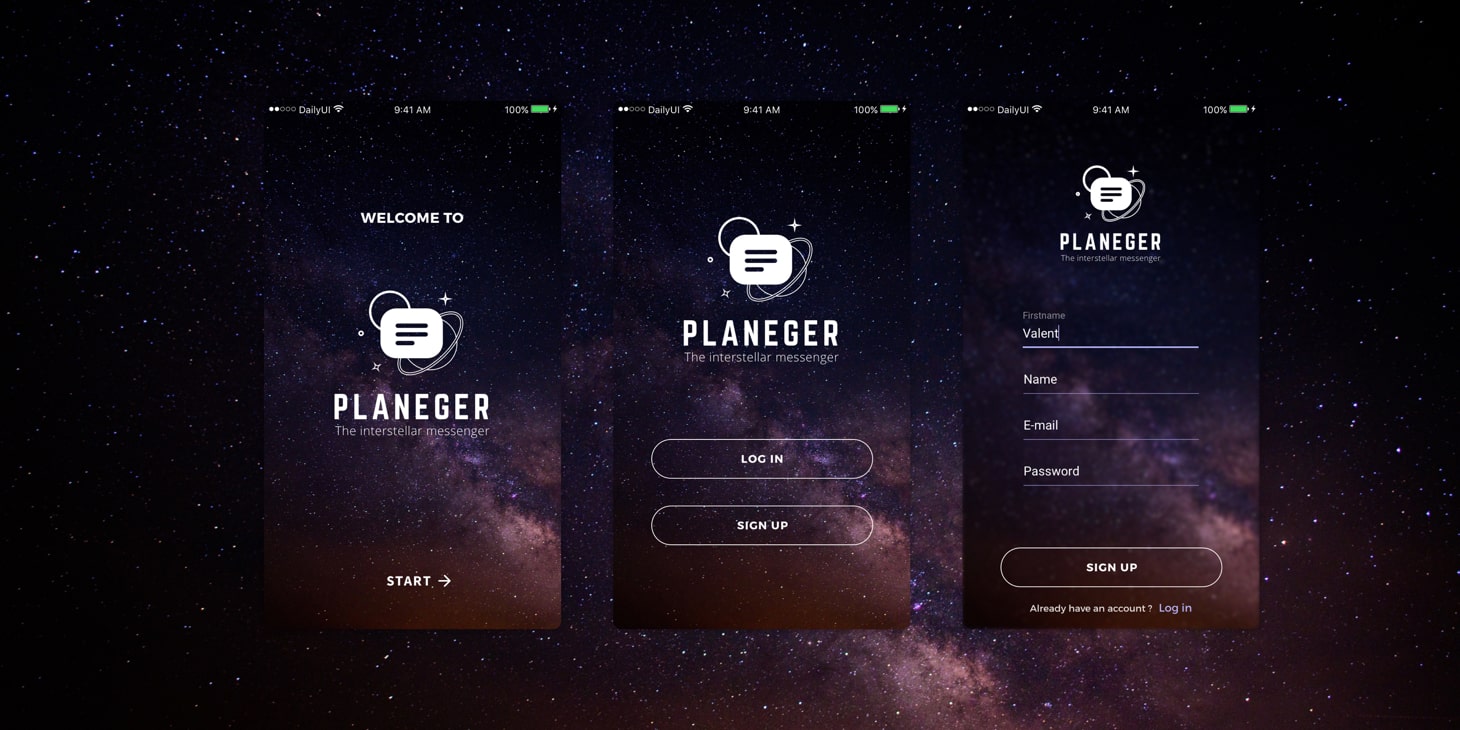 DailyUI
9:41 AM
100%
WELCOME TO
PLANEGER
The interstellar messenger
START →
DailyUI
9:41 AM
100%
PLANEGER
The interstellar messenger
LOG IN
SIGN UP
DailyUI
9:41 AM
100%
PLANEGER
The interstellar messenger
Firstname
Valent
Name
E-mail
Password
SIGN UP
Already have an account ? Log in